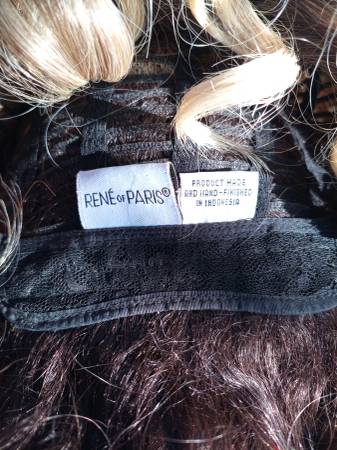 RENÉ OF PARIS®
PRODUCT MADE
AND HAND-FINISHED
IN INDONESIA